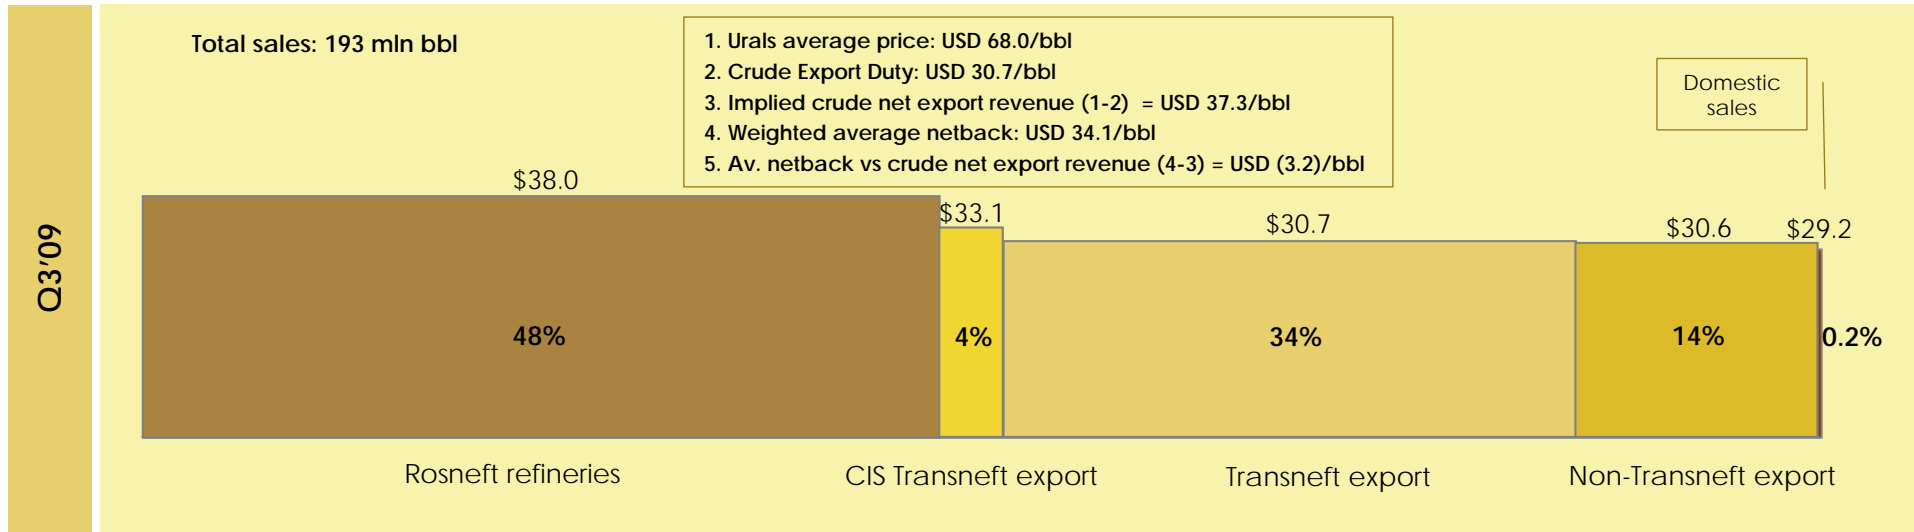 Q3'09
Total sales: 193 mln bbl
1. Urals average price: USD 68.0/bbl
2. Crude Export Duty: USD 30.7/bbl
3. Implied crude net export revenue (1-2) = USD 37.3/bbl
4. Weighted average netback: USD 34.1/bbl
5. Av. netback vs crude net export revenue (4-3) = USD (3.2)/bbl
Domestic
sales
$38.0
$33.1
$30.7
$30.6
$29.2
48%
4%
34%
14%
0.2%
Rosneft refineries
CIS Transneft export
Transneft export
Non-Transneft export